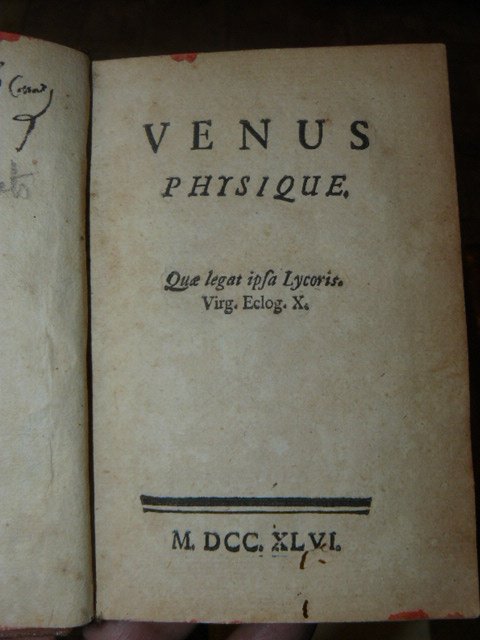 VENUS
PHYSIQUE.
Quæ legat ipſa Lycoris.
Virg. Eclog. X.
M. DCC. XLVI.